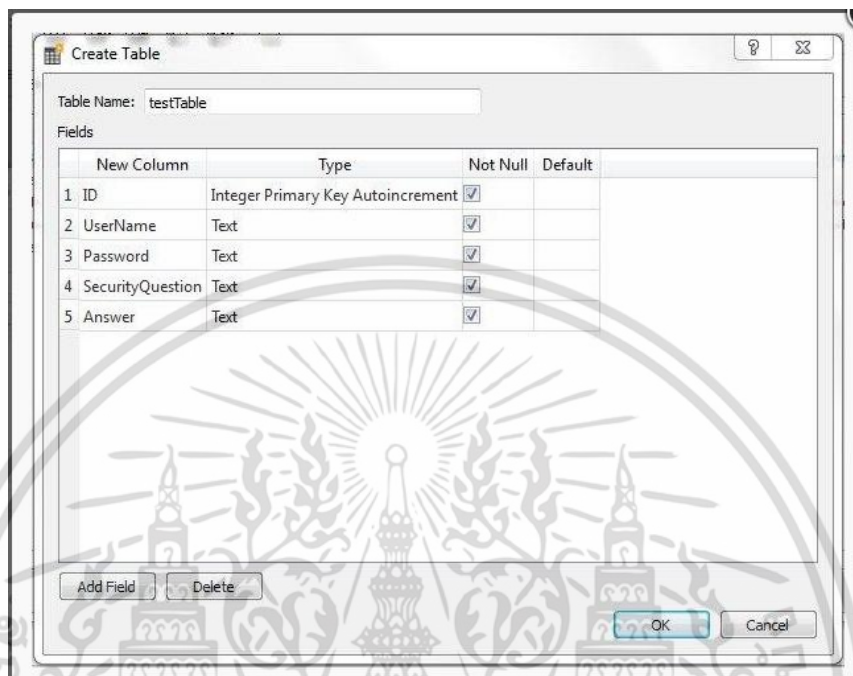 Create Table
Table Name: testTable
Fields
New Column Type Not Null Default
1 ID Integer Primary Key Autoincrement
2 UserName Text
3 Password Text
4 SecurityQuestion Text
5 Answer Text
Add Field Delete
OK Cancel